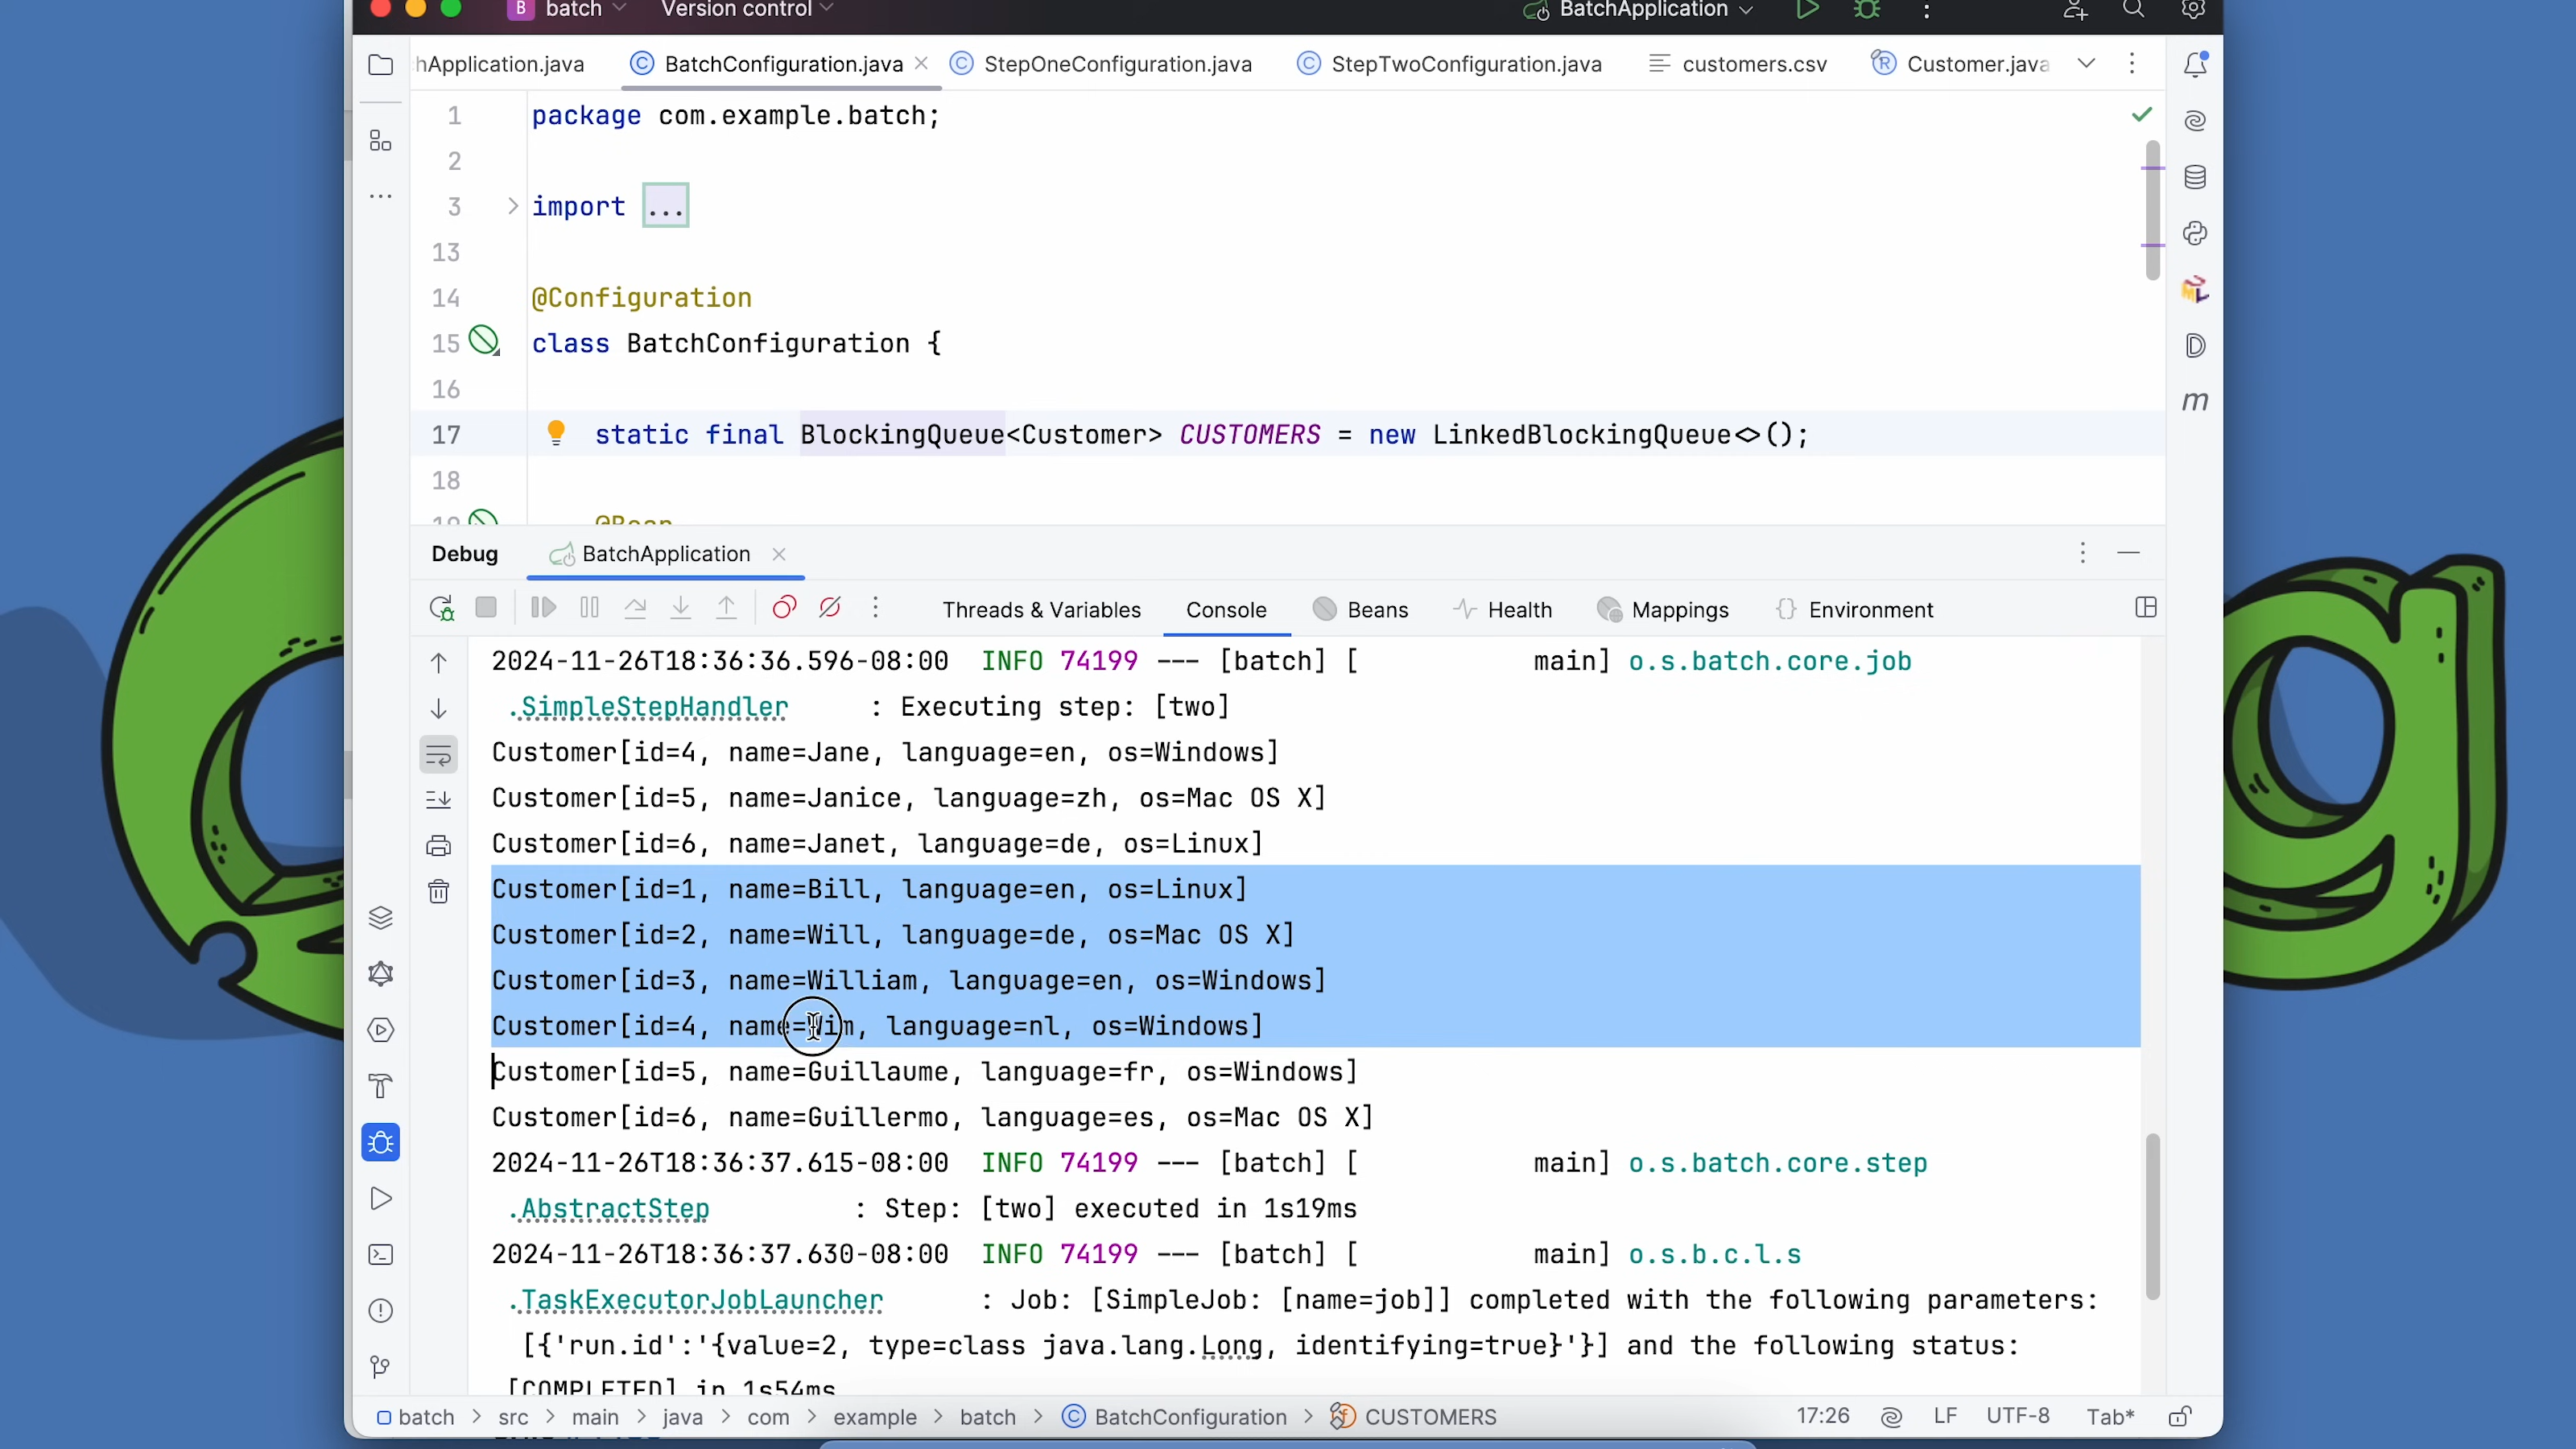 B batch Version control BatchApplication
hApplication.java BatchConfiguration.java StepOneConfiguration.java StepTwoConfiguration.java customers.csv Customer.java
1 package com.example.batch;
2
3 import ...
13
14 @Configuration
15 class BatchConfiguration {
16
17 static final BlockingQueue<Customer> CUSTOMERS = new LinkedBlockingQueue<>();
18
19 @Bean
Debug BatchApplication
Threads & Variables Console Beans Health Mappings Environment
2024-11-26T18:36:36.596-08:00 INFO 74199 --- [batch] [ main] o.s.batch.core.job
.SimpleStepHandler : Executing step: [two]
Customer[id=4, name=Jane, language=en, os=Windows]
Customer[id=5, name=Janice, language=zh, os=Mac OS X]
Customer[id=6, name=Janet, language=de, os=Linux]
Customer[id=1, name=Bill, language=en, os=Linux]
Customer[id=2, name=Will, language=de, os=Mac OS X]
Customer[id=3, name=William, language=en, os=Windows]
Customer[id=4, name=Wim, language=nl, os=Windows]
Customer[id=5, name=Guillaume, language=fr, os=Windows]
Customer[id=6, name=Guillermo, language=es, os=Mac OS X]
2024-11-26T18:36:37.615-08:00 INFO 74199 --- [batch] [ main] o.s.batch.core.step
.AbstractStep : Step: [two] executed in 1s19ms
2024-11-26T18:36:37.630-08:00 INFO 74199 --- [batch] [ main] o.s.b.c.l.s
.TaskExecutorJobLauncher : Job: [SimpleJob: [name=job]] completed with the following parameters:
[{'run.id':'{value=2, type=class java.lang.Long, identifying=true}'}] and the following status:
[COMPLETED] in 1s54ms
batch > src > main > java > com > example > batch > BatchConfiguration > CUSTOMERS 17:26 LF UTF-8 Tab*